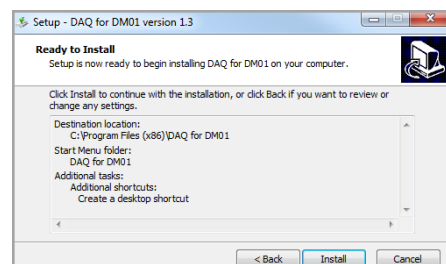 Setup - DAQ for DM01 version 1.3
Ready to Install
Setup is now ready to begin installing DAQ for DM01 on your computer.
Click Install to continue with the installation, or click Back if you want to review or
change any settings.
Destination location:
C:\Program Files (x86)\DAQ for DM01
Start Menu folder:
DAQ for DM01
Additional tasks:
Additional shortcuts:
Create a desktop shortcut
< Back
Install
Cancel